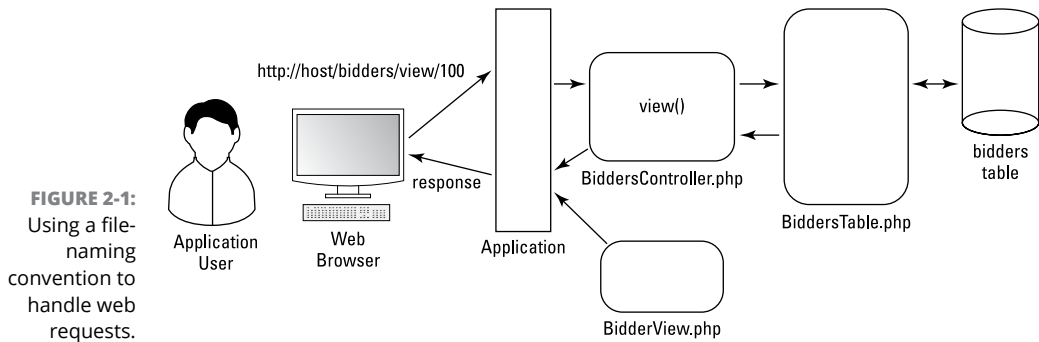 FIGURE 2-1:
Using a file-
naming
convention to
handle web
requests.
http://host/bidders/view/100
response
Application
User
Web
Browser
Application
view()
BiddersController.php
BidderView.php
BiddersTable.php
bidders
table